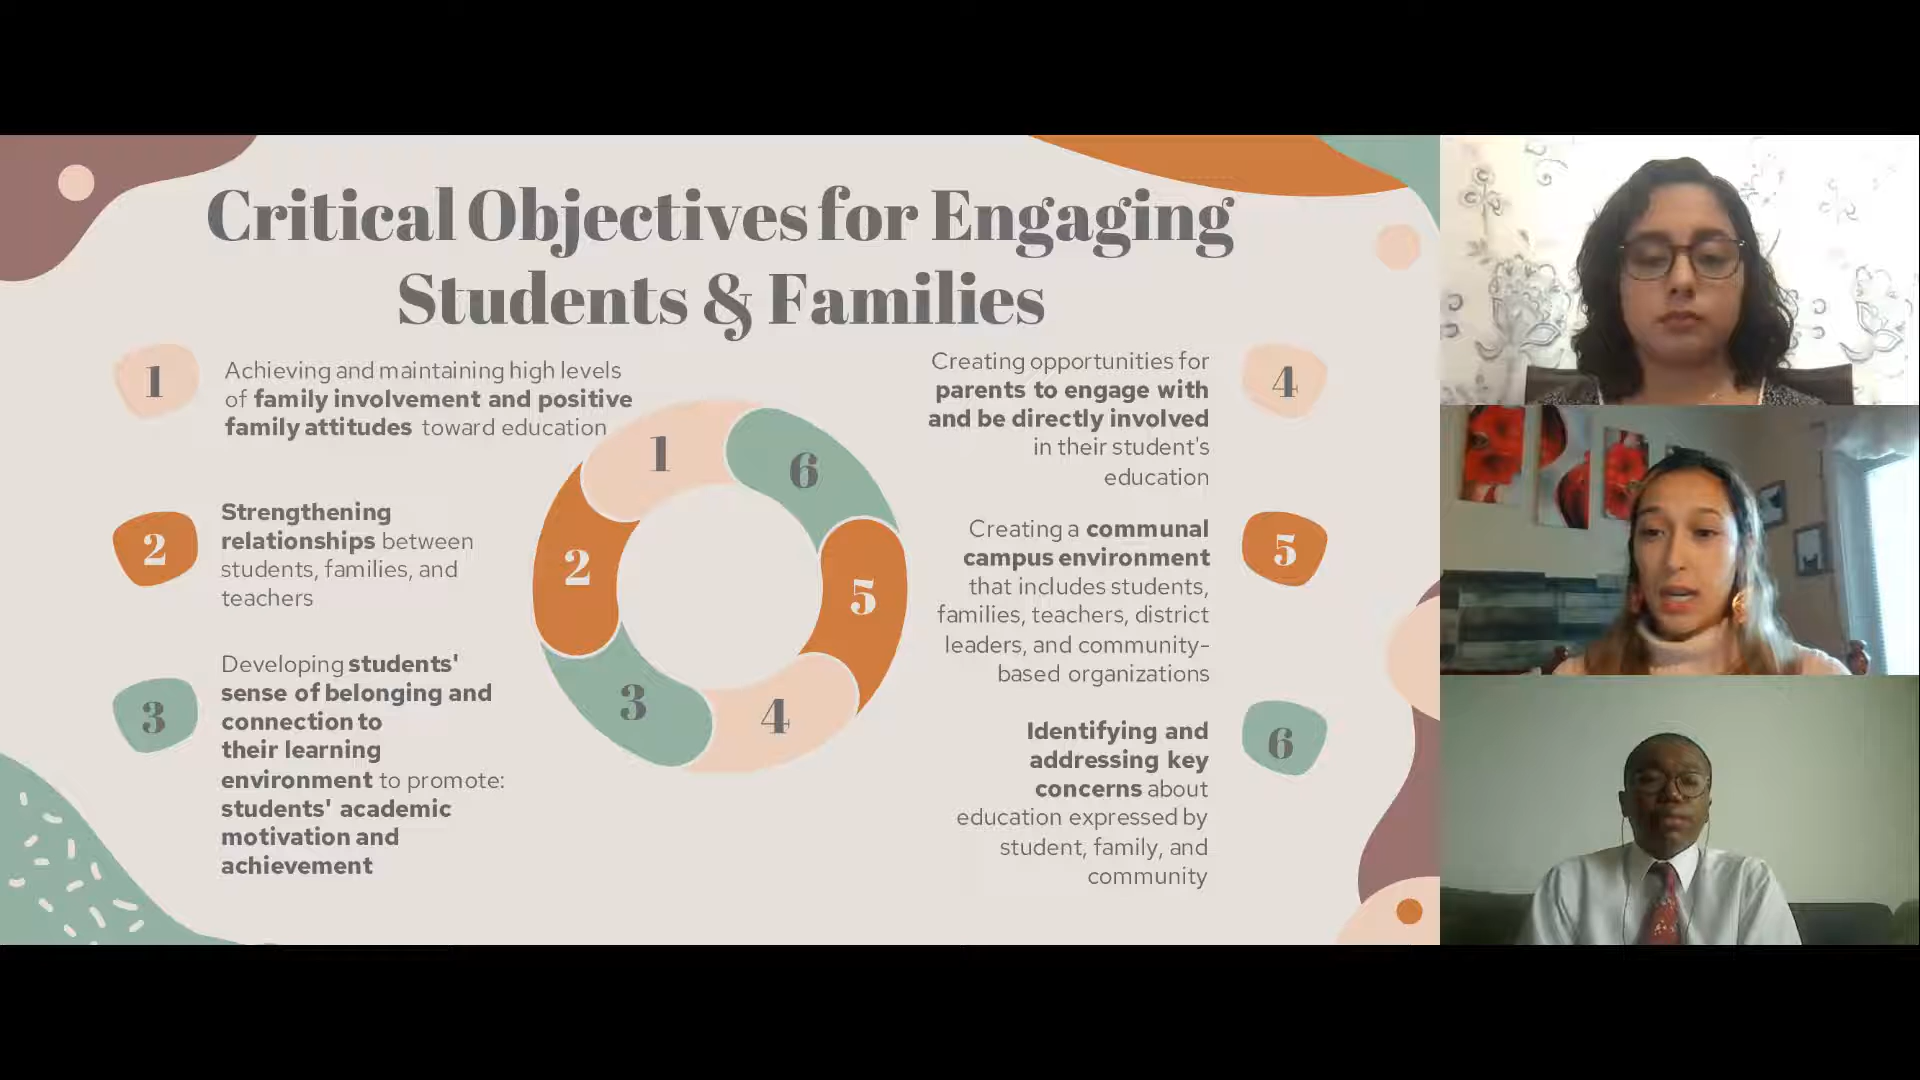 Critical Objectives for Engaging
Students & Families
1
Achieving and maintaining high levels
of family involvement and positive
family attitudes toward education
2
Strengthening
relationships between
students, families, and
teachers
3
Developing students'
sense of belonging and
connection to
their learning
environment to promote:
students' academic
motivation and
achievement
1
6
2
5
3
4
4
Creating opportunities for
parents to engage with
and be directly involved
in their student's
education
5
Creating a communal
campus environment
that includes students,
families, teachers, district
leaders, and community-
based organizations
6
Identifying and
addressing key
concerns about
education expressed by
student, family, and
community